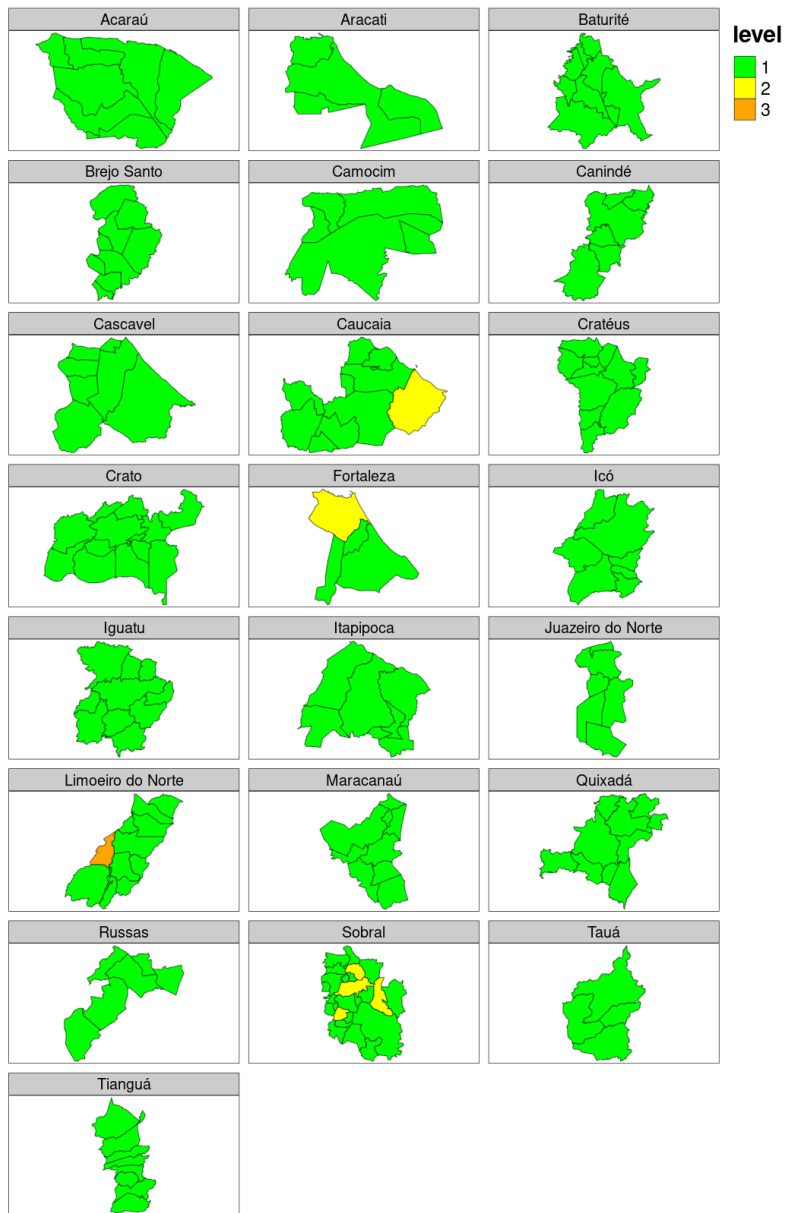 Acaraú
Aracati
Baturité
level
1
2
3
Brejo Santo
Camocim
Canindé
Cascavel
Caucaia
Cratéus
Crato
Fortaleza
Icó
Iguatu
Itapipoca
Juazeiro do Norte
Limoeiro do Norte
Maracanaú
Quixadá
Russas
Sobral
Tauá
Tianguá